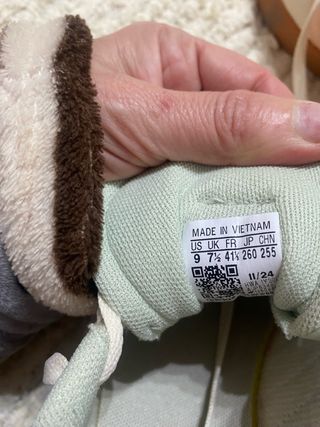 MADE IN VIETNAM
US UK FR JP CHN
9 7½ 41⅓ 260 255
11/24